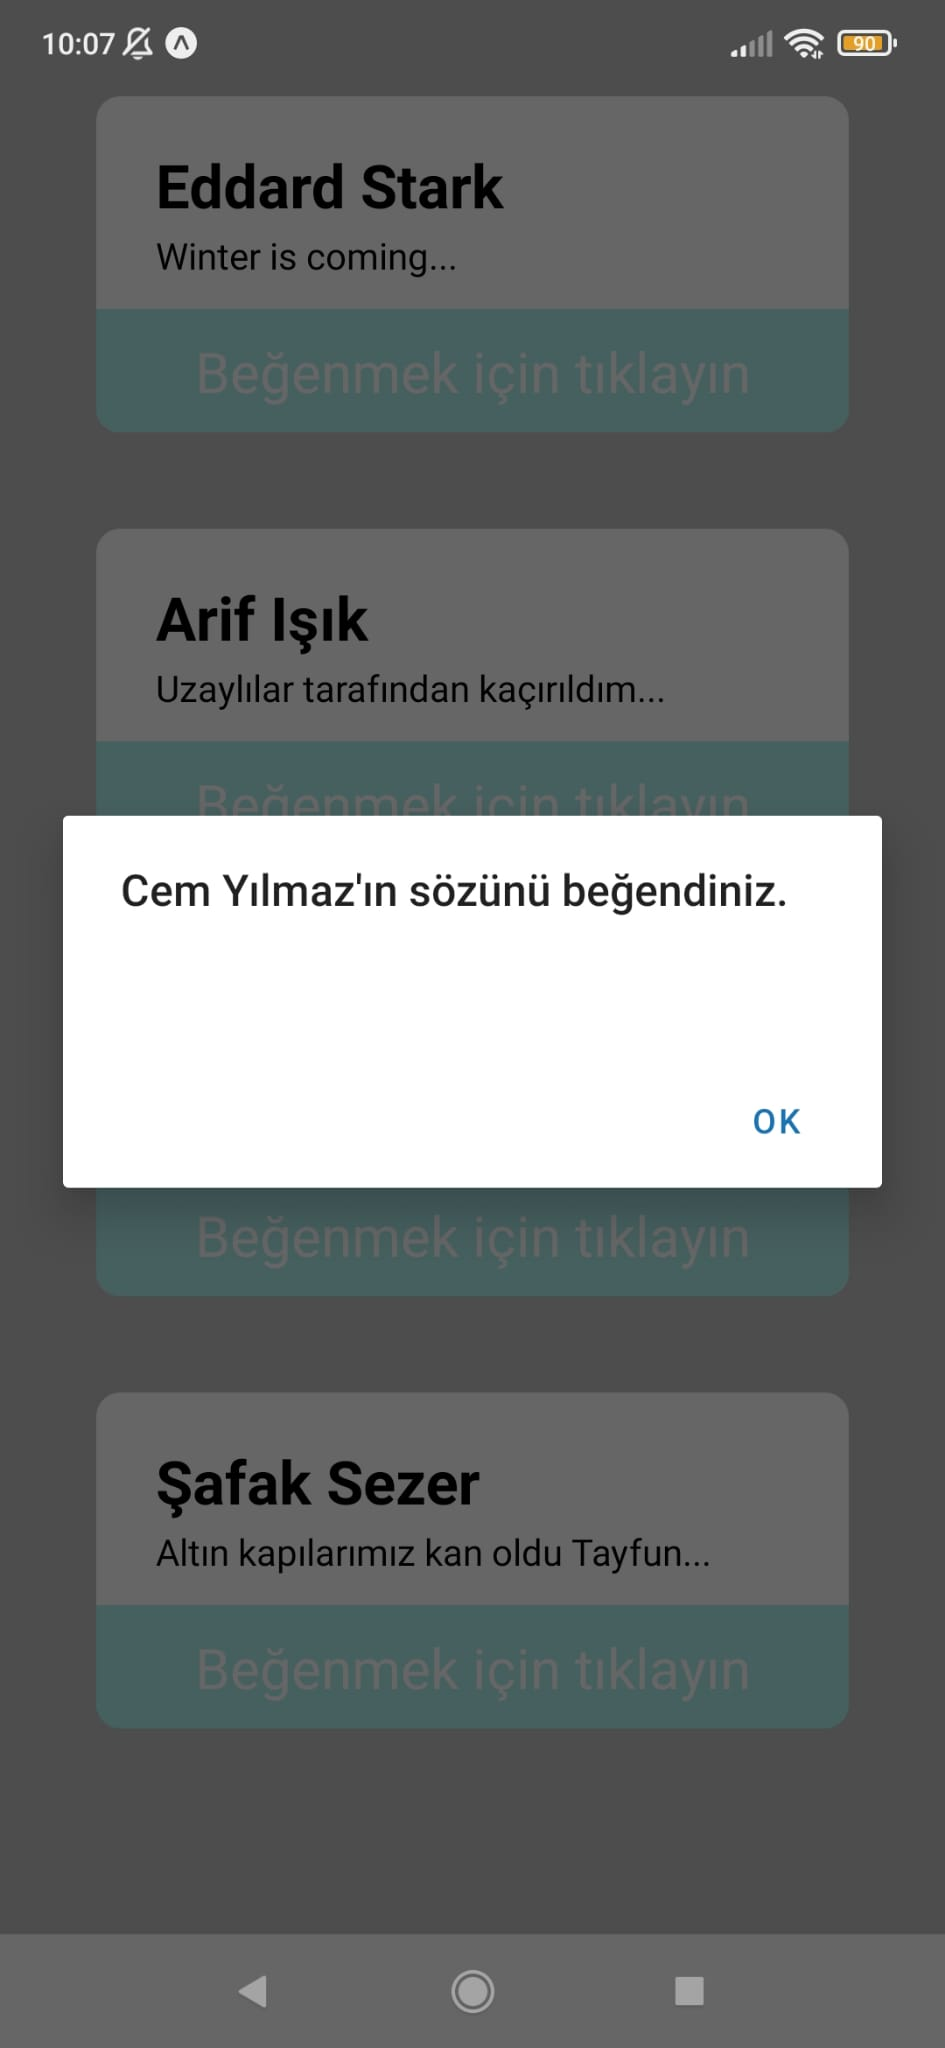 10:07
90
Eddard Stark
Winter is coming...
Beğenmek için tıklayın
Arif Işık
Uzaylılar tarafından kaçırıldım...
Beğenmek için tıklayın
Cem Yılmaz'ın sözünü beğendiniz.
OK
Beğenmek için tıklayın
Şafak Sezer
Altın kapılarımız kan oldu Tayfun...
Beğenmek için tıklayın